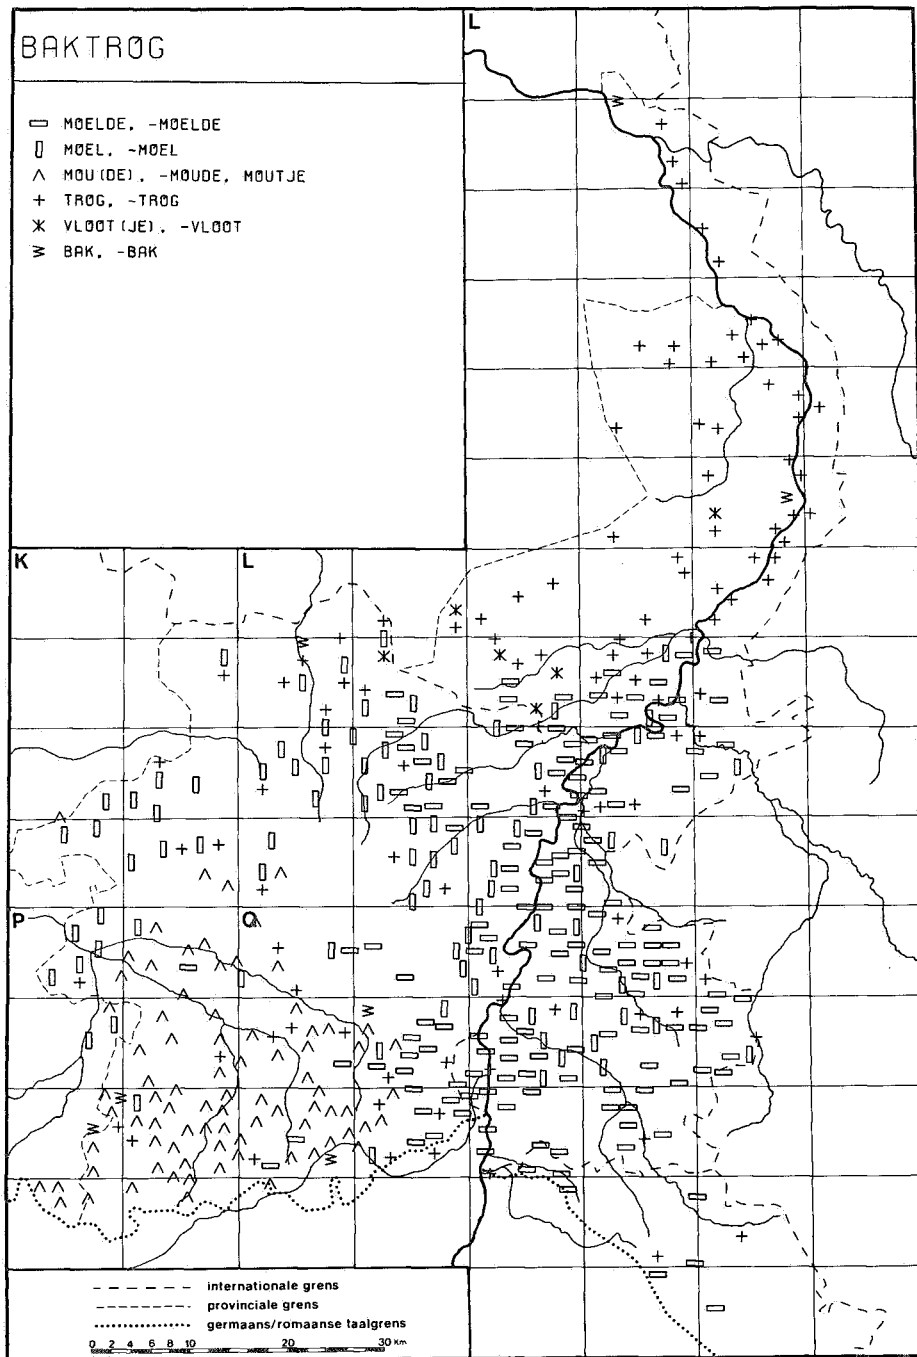 BAKTROG
MOELDE, -MOELDE
MOEL, -MOEL
MOU(DE), -MOUDE, MOUTJE
TROG, -TROG
VLOOT(JE), -VLOOT
BAK, -BAK
L
K
L
P
Q
internationale grens
provinciale grens
germaans/romaanse taalgrens
0 2 4 6 8 10 20 30 Km